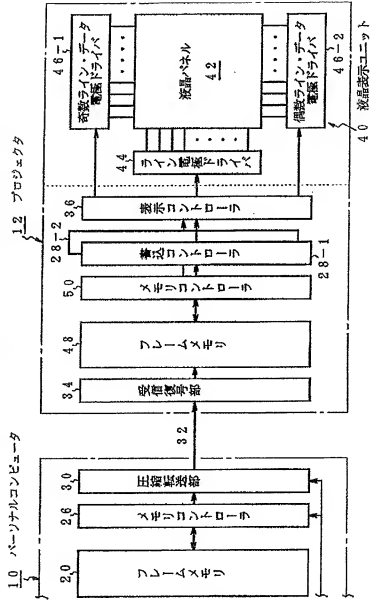 10 パーソナルコンピュータ
20
フレームメモリ
26
メモリコントローラ
30
圧縮転送部
32
12 プロジェクタ
34
受信復号部
48
フレームメモリ
50
メモリコントローラ
28-2
書込コントローラ
28-1
36
表示コントローラ
44
ライン電極ドライバ
46-1
奇数ライン・データ
電極ドライバ
液晶パネル
42
偶数ライン・データ
電極ドライバ
46-2
40 液晶表示ユニット